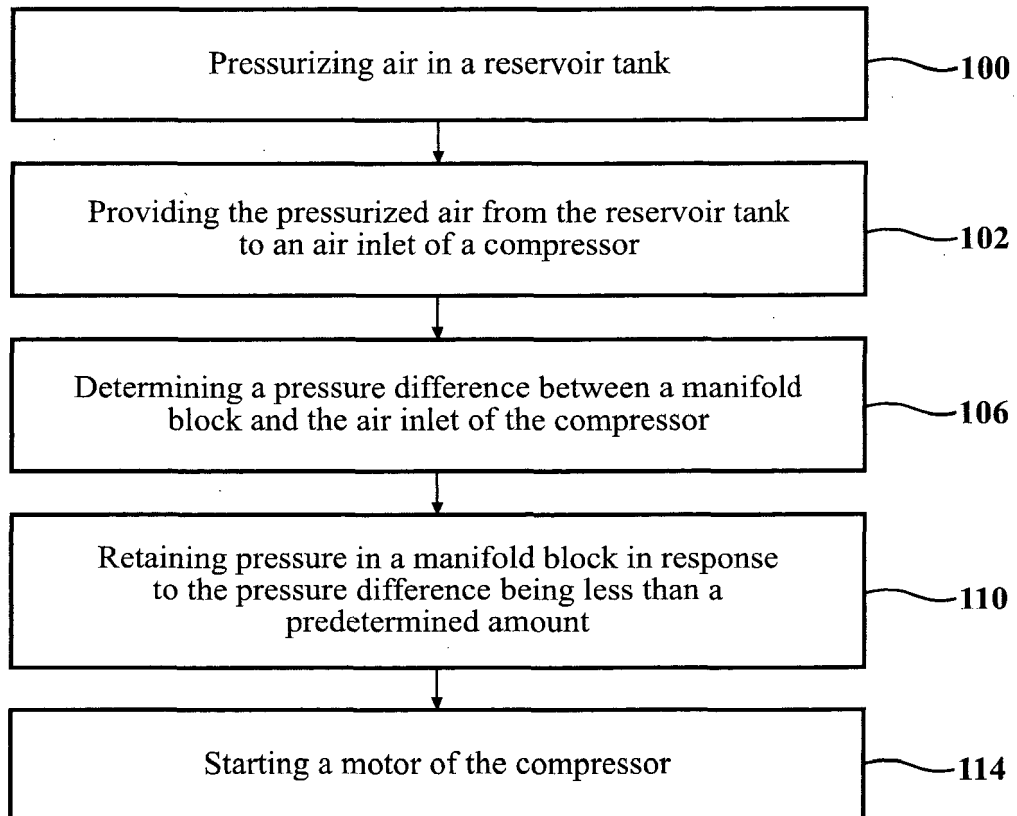 Pressurizing air in a reservoir tank
100
Providing the pressurized air from the reservoir tank
to an air inlet of a compressor
102
Determining a pressure difference between a manifold
block and the air inlet of the compressor
106
Retaining pressure in a manifold block in response
to the pressure difference being less than a
predetermined amount
110
Starting a motor of the compressor
114